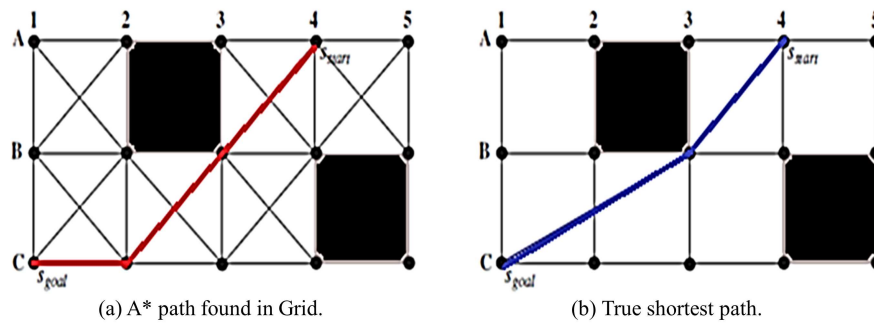 1 2 3 4 5
A
s_start
B
C
s_goal
(a) A* path found in Grid.
1 2 3 4 5
A
s_start
B
C
s_goal
(b) True shortest path.